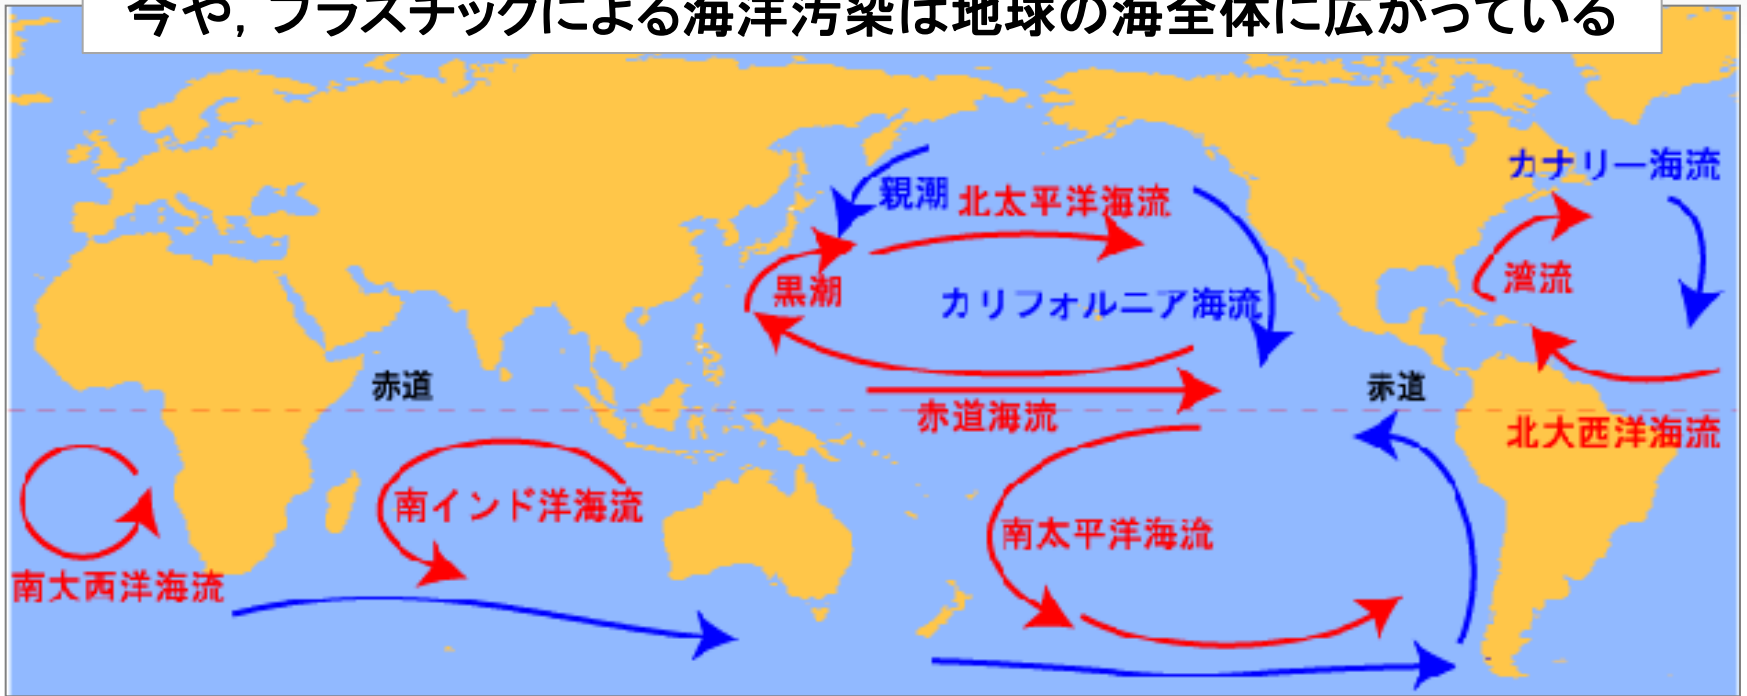 今や，プラスチックによる海洋汚染は地球の海全体に広がっている
カナリー海流
親潮
北太平洋海流
黒潮
カリフォルニア海流
湾流
赤道
赤道
赤道海流
北大西洋海流
南インド洋海流
南太平洋海流
南大西洋海流